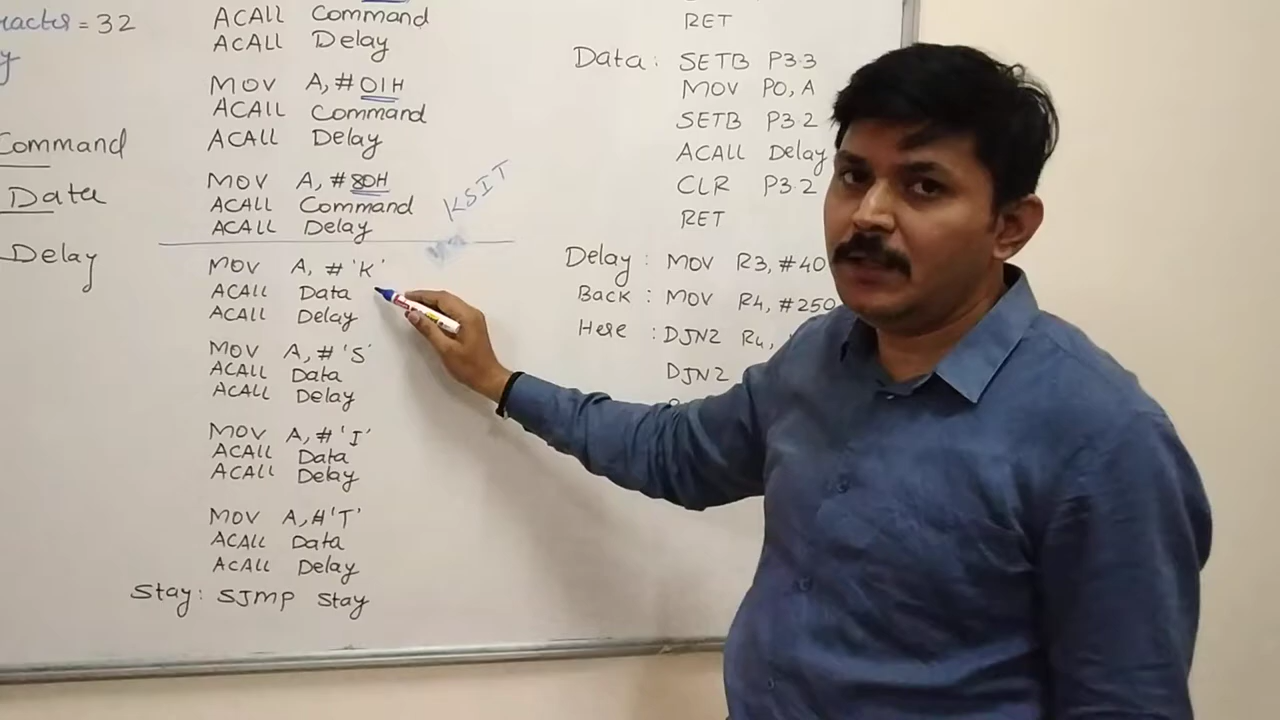 = 32
Command
Data
Delay
ACALL Command
ACALL Delay
MOV A, #01H
ACALL Command
ACALL Delay
MOV A, #80H
ACALL Command
ACALL Delay
KSIT
MOV A, #'K'
ACALL Data
ACALL Delay
MOV A, #'S'
ACALL Data
ACALL Delay
MOV A, #'I'
ACALL Data
ACALL Delay
MOV A, #'T'
ACALL Data
ACALL Delay
Stay: SJMP Stay
RET
Data: SETB P3.3
MOV P0, A
SETB P3.2
ACALL Delay
CLR P3.2
RET
Delay: MOV R3, #40
Back: MOV R4, #250
Here: DJNZ R4,
DJNZ